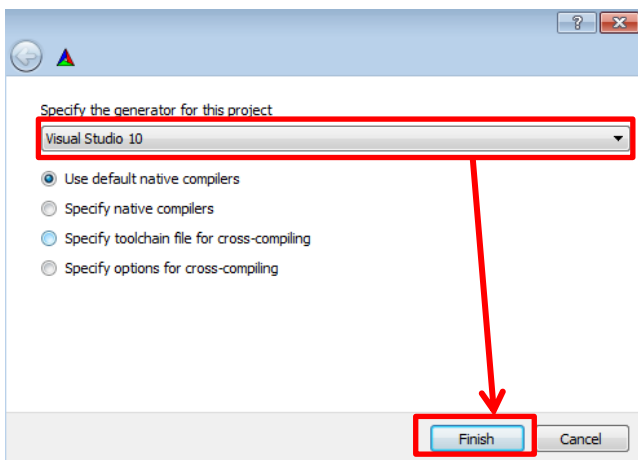 Specify the generator for this project
Visual Studio 10
Use default native compilers
Specify native compilers
Specify toolchain file for cross-compiling
Specify options for cross-compiling
Finish Cancel